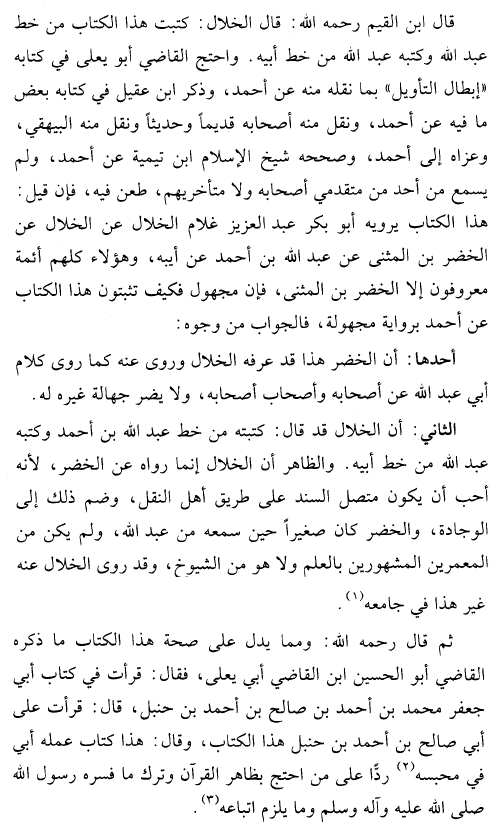 قال ابن القيم رحمه الله: قال الخلال: كتبت هذا الكتاب من خط
عبد الله وكتبه عبد الله من خط أبيه. واحتج القاضي أبو يعلى في كتابه
«إبطال التأويل» بما نقله منه عن أحمد، وذكر ابن عقيل في كتابه بعض
ما فيه عن أحمد، ونقل منه أصحابه قديماً وحديثاً ونقل منه البيهقي،
وعزاه إلى أحمد، وصححه شيخ الإسلام ابن تيمية عن أحمد، ولم
يسمع من أحد من متقدمي أصحابه ولا متأخريهم، طعن فيه، فإن قيل:
هذا الكتاب يرويه أبو بكر عبد العزيز غلام الخلال عن الخلال عن
الخضر بن المثنى عن عبد الله بن أحمد عن أبيه، وهؤلاء كلهم أئمة
معروفون إلا الخضر بن المثنى، فإن مجهول فكيف تثبتون هذا الكتاب
عن أحمد برواية مجهولة، فالجواب من وجوه:
أحدها: أن الخضر هذا قد عرفه الخلال وروى عنه كما روى كلام
أبي عبد الله عن أصحابه وأصحاب أصحابه، ولا يضر جهالة غيره له.
الثاني: أن الخلال قد قال: كتبته من خط عبد الله بن أحمد وكتبه
عبد الله من خط أبيه. والظاهر أن الخلال إنما رواه عن الخضر، لأنه
أحب أن يكون متصل السند على طريق أهل النقل، وضم ذلك إلى
الوجادة، والخضر كان صغيراً حين سمعه من عبد الله، ولم يكن من
المعمرين المشهورين بالعلم ولا هو من الشيوخ، وقد روى الخلال عنه
غير هذا في جامعه(١).
ثم قال رحمه الله: ومما يدل على صحة هذا الكتاب ما ذكره
القاضي أبو الحسين ابن القاضي أبي يعلى، فقال: قرأت في كتاب أبي
جعفر محمد بن أحمد بن صالح بن أحمد بن حنبل، قال: قرأت على
أبي صالح بن أحمد بن حنبل هذا الكتاب، وقال: هذا كتاب عمله أبي
في محبسه(٢) ردًّا على من احتج بظاهر القرآن وترك ما فسره رسول الله
صلى الله عليه وآله وسلم وما يلزم اتباعه(٣).